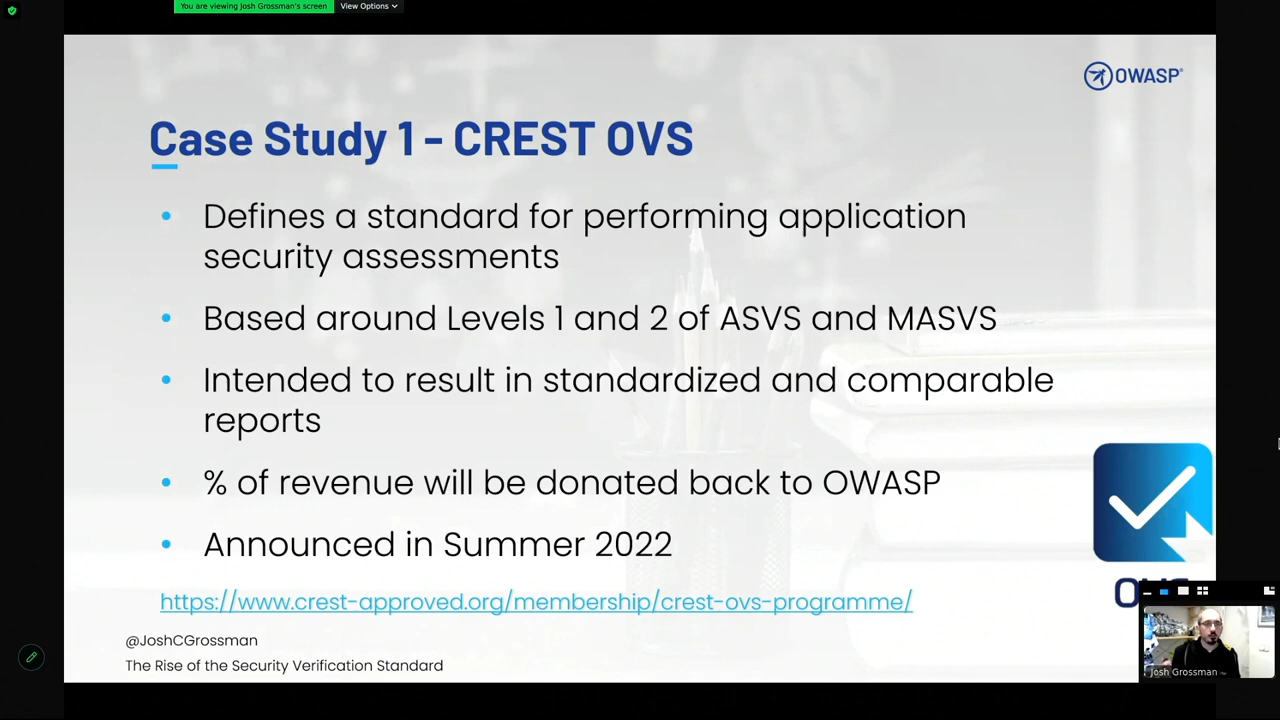 You are viewing Josh Grossman's screen
View Options
OWASP
Case Study 1 - CREST OVS
• Defines a standard for performing application
security assessments
• Based around Levels 1 and 2 of ASVS and MASVS
• Intended to result in standardized and comparable
reports
• % of revenue will be donated back to OWASP
• Announced in Summer 2022
https://www.crest-approved.org/membership/crest-ovs-programme/
@JoshCGrossman
The Rise of the Security Verification Standard
Josh Grossman